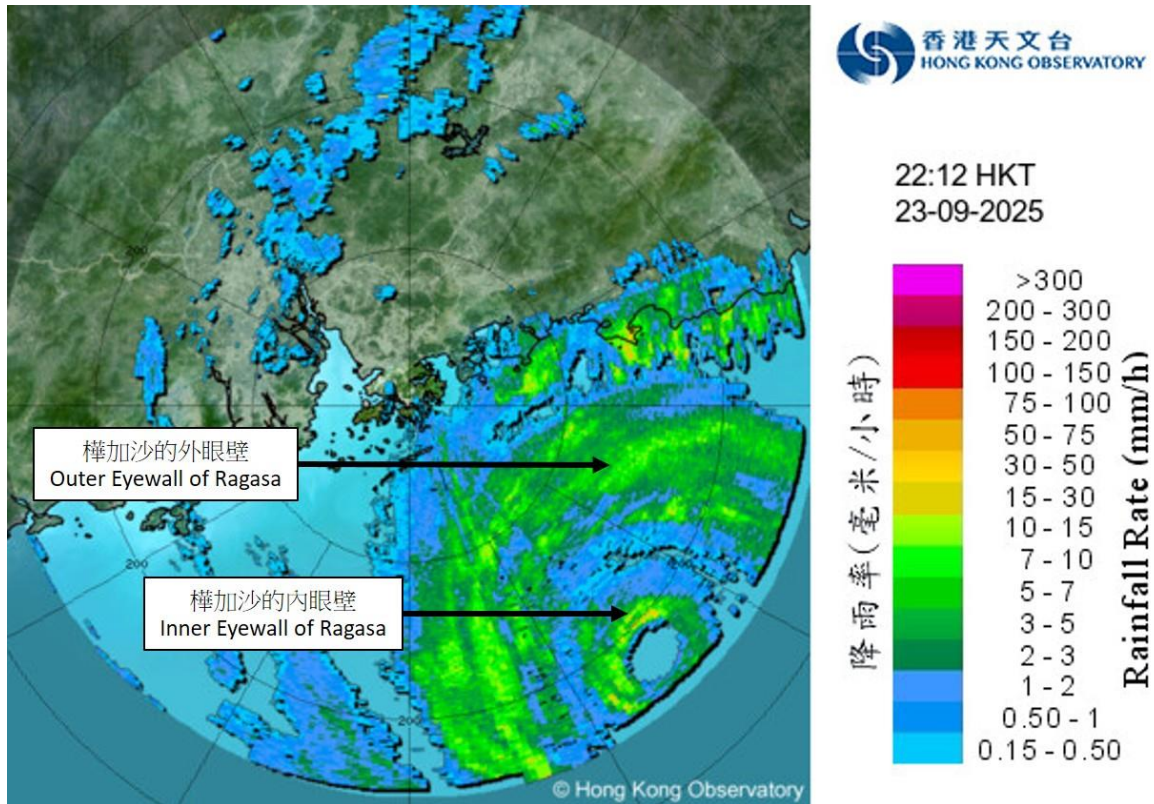 香港天文台
HONG KONG OBSERVATORY
22:12 HKT
23-09-2025
>300
200 - 300
150 - 200
100 - 150
75 - 100
50 - 75
30 - 50
15 - 30
10 - 15
7 - 10
5 - 7
3 - 5
2 - 3
1 - 2
0.50 - 1
0.15 - 0.50
降雨率(毫米/小時)
Rainfall Rate (mm/h)
200
樺加沙的外眼壁
Outer Eyewall of Ragasa
200
樺加沙的內眼壁
Inner Eyewall of Ragasa
200
© Hong Kong Observatory